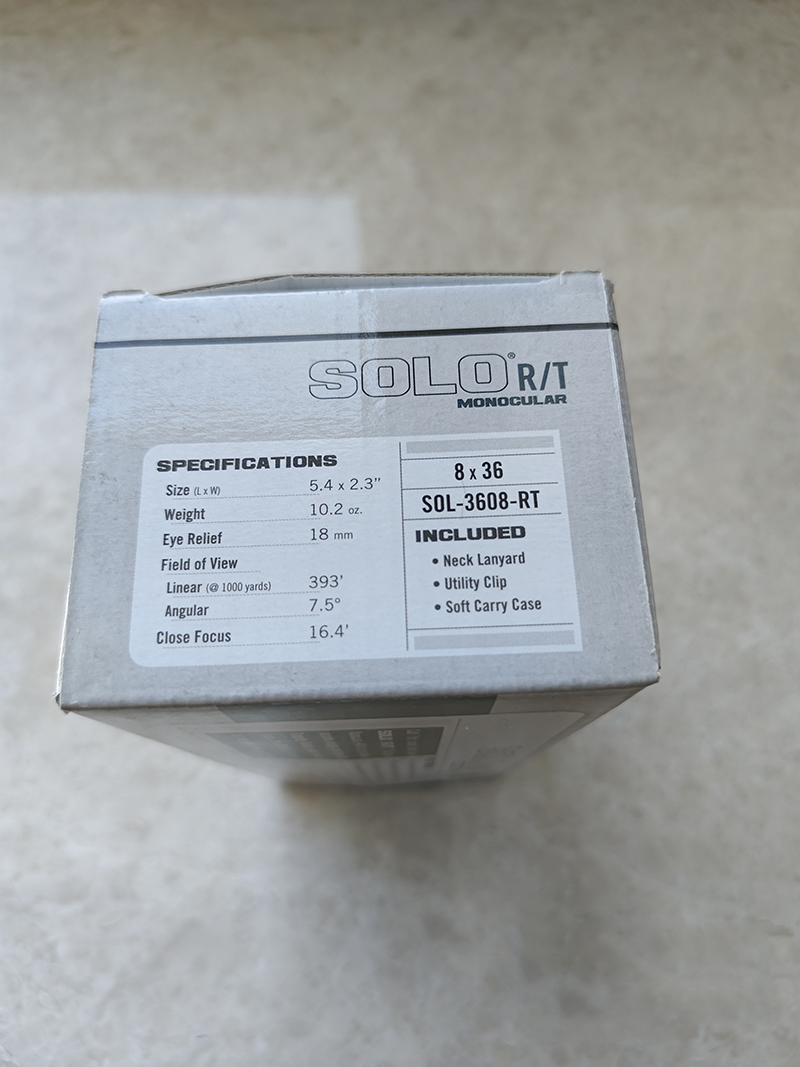 SOLO® R/T
MONOCULAR
SPECIFICATIONS
Size (L x W) 5.4 x 2.3"
Weight 10.2 oz.
Eye Relief 18 mm
Field of View
Linear (@ 1000 yards) 393'
Angular 7.5°
Close Focus 16.4'
8 x 36
SOL-3608-RT
INCLUDED
• Neck Lanyard
• Utility Clip
• Soft Carry Case